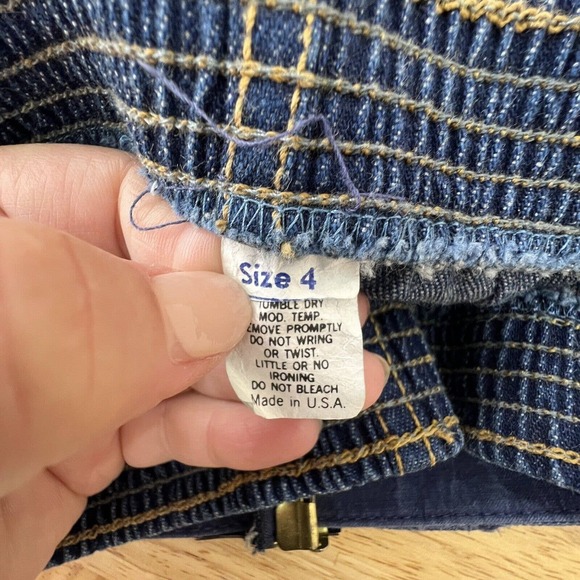 Size 4
TUMBLE DRY
MOD. TEMP.
REMOVE PROMPTLY
DO NOT WRING
OR TWIST.
LITTLE OR NO
IRONING
DO NOT BLEACH
Made in U.S.A.